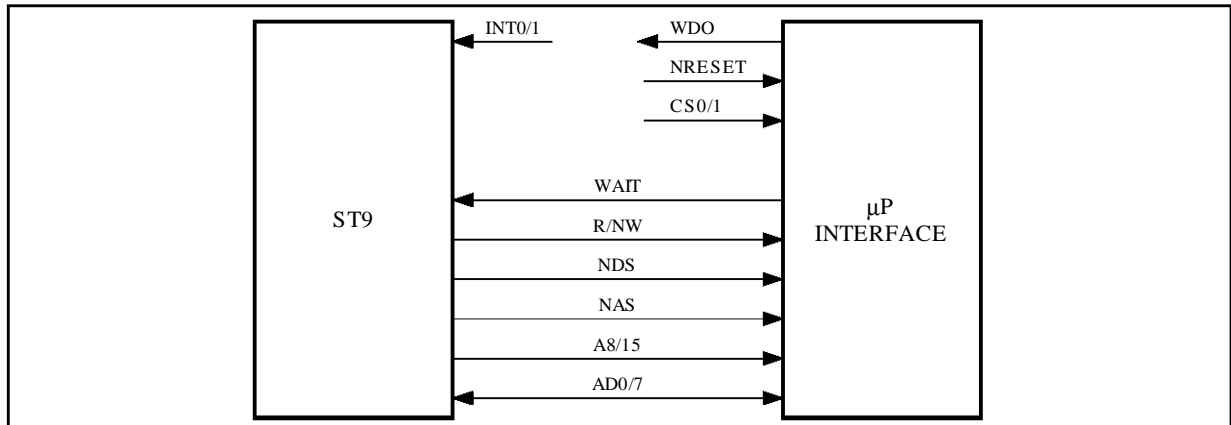 INT0/1
WDO
NRESET
CS0/1
WAIT
ST9
R/NW
µP
INTERFACE
NDS
NAS
A8/15
AD0/7